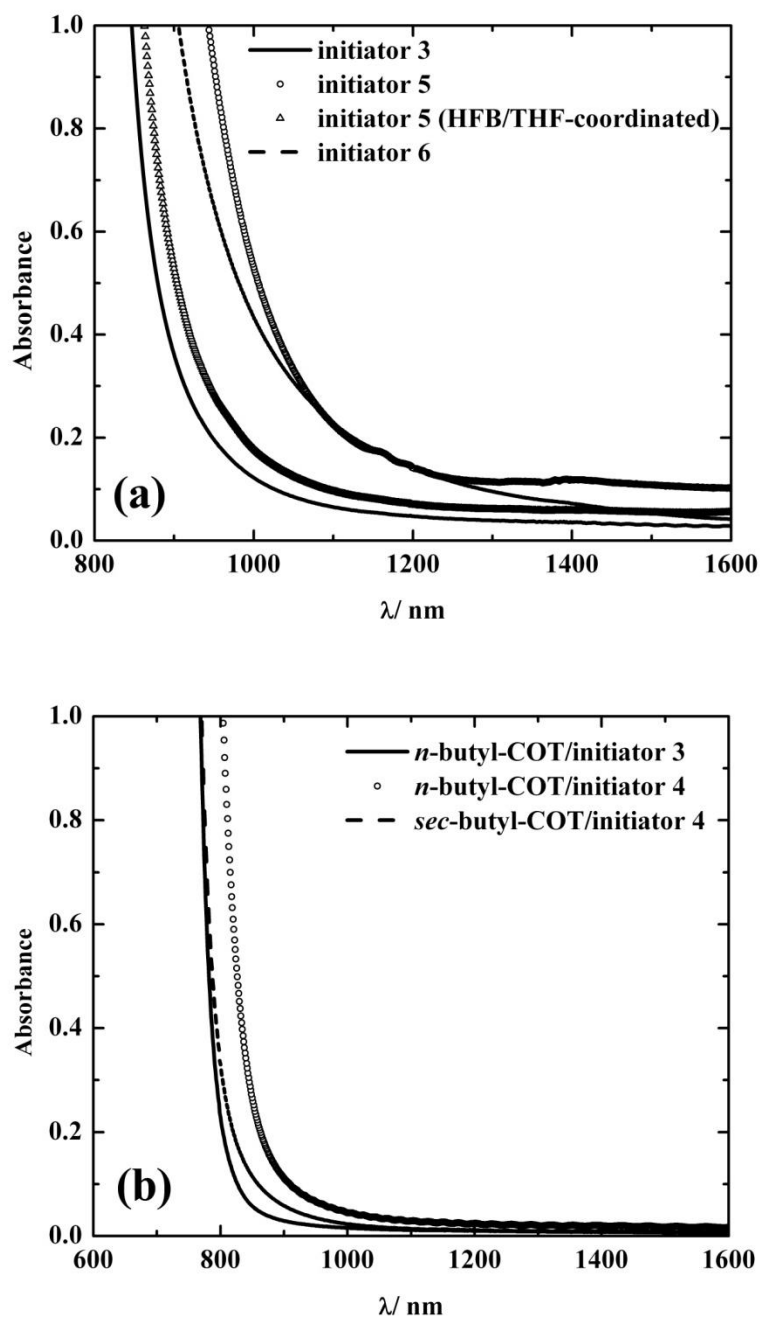 1.0
0.8
0.6
0.4
0.2
0.0
Absorbance
initiator 3
initiator 5
initiator 5 (HFB/THF-coordinated)
initiator 6
(a)
800 1000 1200 1400 1600
λ/ nm
1.0
0.8
0.6
0.4
0.2
0.0
Absorbance
n-butyl-COT/initiator 3
n-butyl-COT/initiator 4
sec-butyl-COT/initiator 4
(b)
600 800 1000 1200 1400 1600
λ/ nm